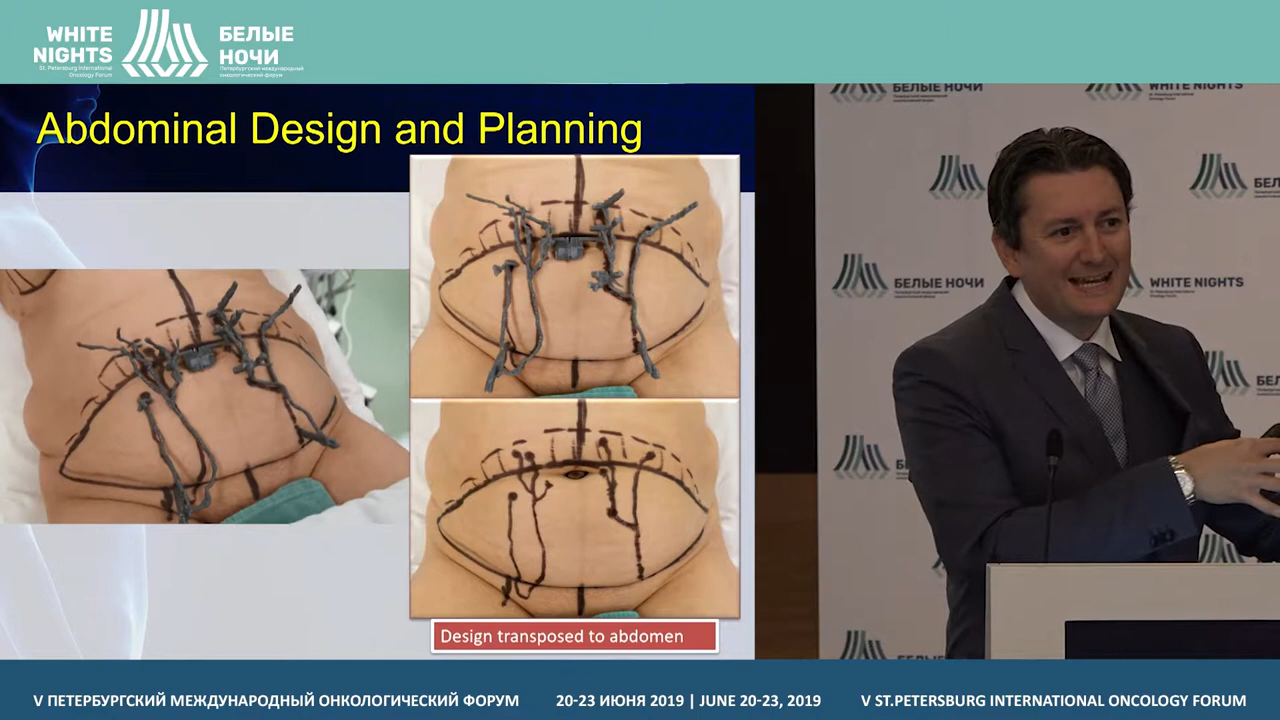 WHITE
NIGHTS
St. Petersburg International
Oncology Forum
БЕЛЫЕ
НОЧИ
Петербургский международный
онкологический форум
Abdominal Design and Planning
Design transposed to abdomen
БЕЛЫЕ НОЧИ
WHITE NIGHTS
БЕЛ
БЕЛЫЕ НОЧИ
WHITE NIGHTS
V ПЕТЕРБУРГСКИЙ МЕЖДУНАРОДНЫЙ ОНКОЛОГИЧЕСКИЙ ФОРУМ
20-23 ИЮНЯ 2019 | JUNE 20-23, 2019
V ST.PETERSBURG INTERNATIONAL ONCOLOGY FORUM